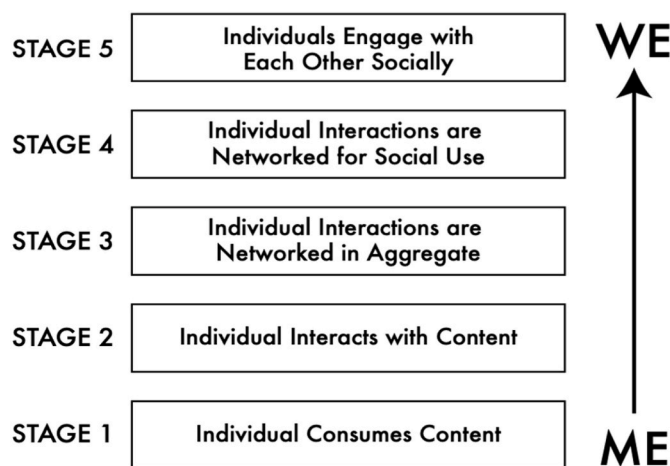 STAGE 5
Individuals Engage with
Each Other Socially
WE
STAGE 4
Individual Interactions are
Networked for Social Use
STAGE 3
Individual Interactions are
Networked in Aggregate
STAGE 2
Individual Interacts with Content
STAGE 1
Individual Consumes Content
ME